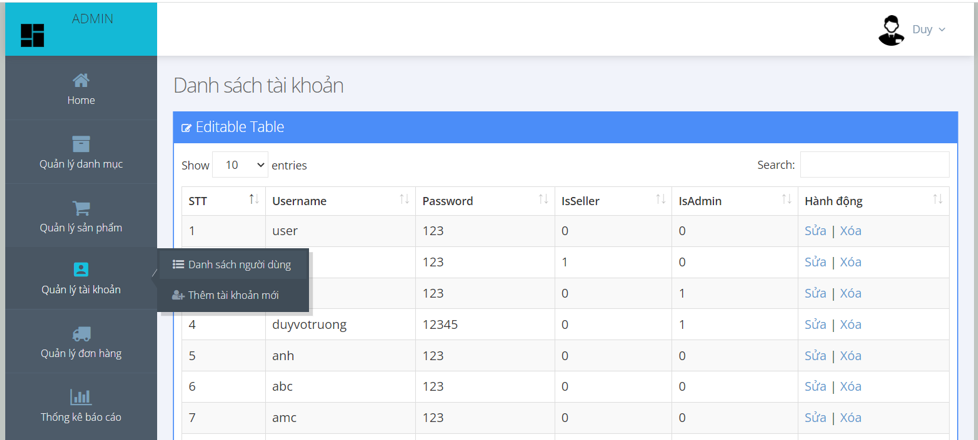 ADMIN
Duy
Home
Quản lý danh mục
Quản lý sản phẩm
Quản lý tài khoản
Quản lý đơn hàng
Thống kê báo cáo
Danh sách người dùng
Thêm tài khoản mới
Danh sách tài khoản
Editable Table
Show 10 entries Search:
STT Username Password IsSeller IsAdmin Hành động
1 user 123 0 0 Sửa | Xóa
123 1 0 Sửa | Xóa
123 0 1 Sửa | Xóa
4 duyvotruong 12345 0 1 Sửa | Xóa
5 anh 123 0 0 Sửa | Xóa
6 abc 123 0 0 Sửa | Xóa
7 amc 123 0 0 Sửa | Xóa